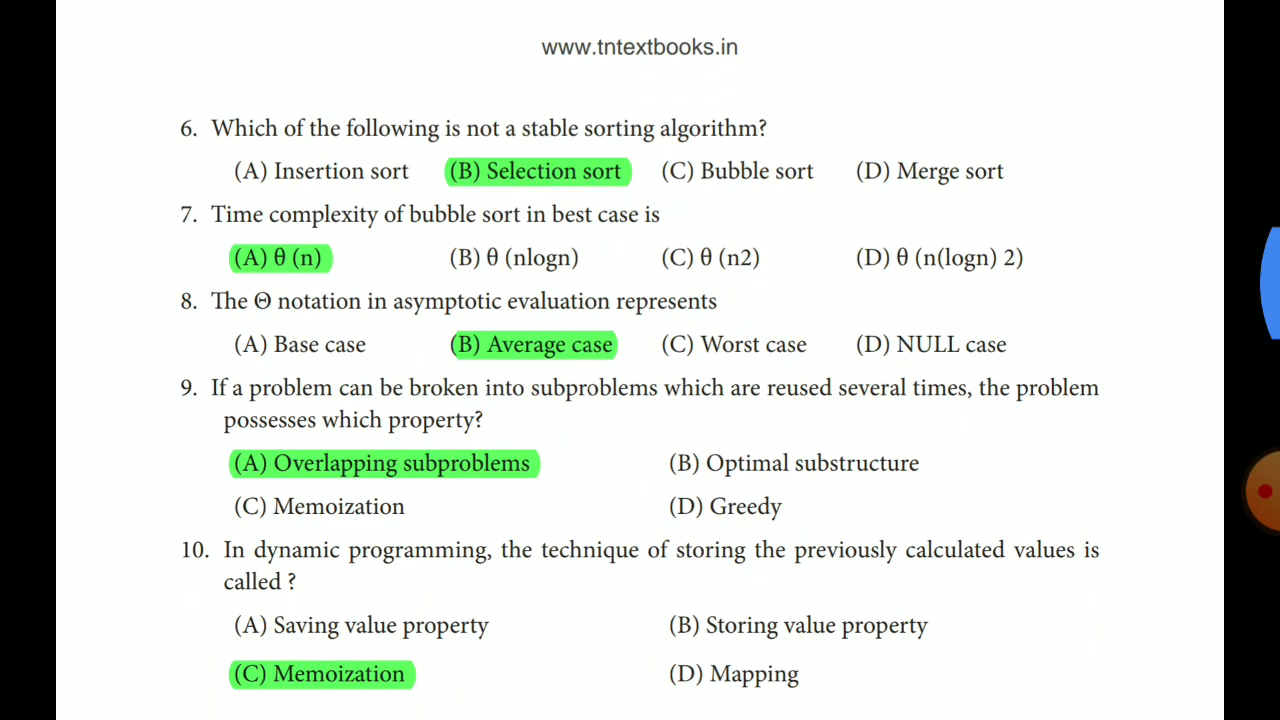 www.tntextbooks.in
6. Which of the following is not a stable sorting algorithm?
(A) Insertion sort (B) Selection sort (C) Bubble sort (D) Merge sort
7. Time complexity of bubble sort in best case is
(A) θ (n) (B) θ (nlogn) (C) θ (n2) (D) θ (n(logn) 2)
8. The Θ notation in asymptotic evaluation represents
(A) Base case (B) Average case (C) Worst case (D) NULL case
9. If a problem can be broken into subproblems which are reused several times, the problem
possesses which property?
(A) Overlapping subproblems (B) Optimal substructure
(C) Memoization (D) Greedy
10. In dynamic programming, the technique of storing the previously calculated values is
called ?
(A) Saving value property (B) Storing value property
(C) Memoization (D) Mapping